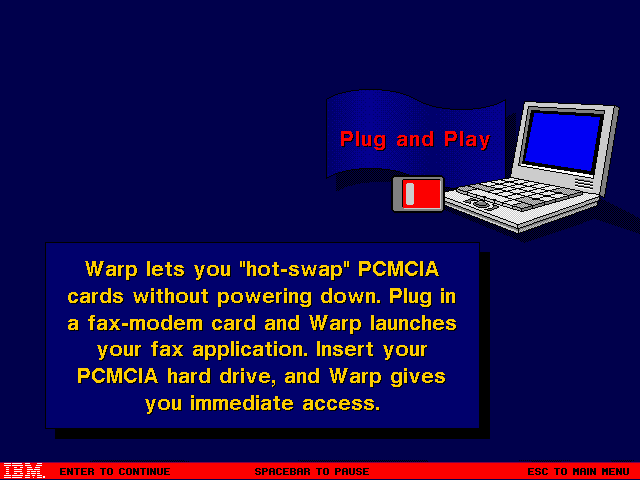 Plug and Play
Warp lets you "hot-swap" PCMCIA
cards without powering down. Plug in
a fax-modem card and Warp launches
your fax application. Insert your
PCMCIA hard drive, and Warp gives
you immediate access.
IBM. ENTER TO CONTINUE SPACEBAR TO PAUSE ESC TO MAIN MENU